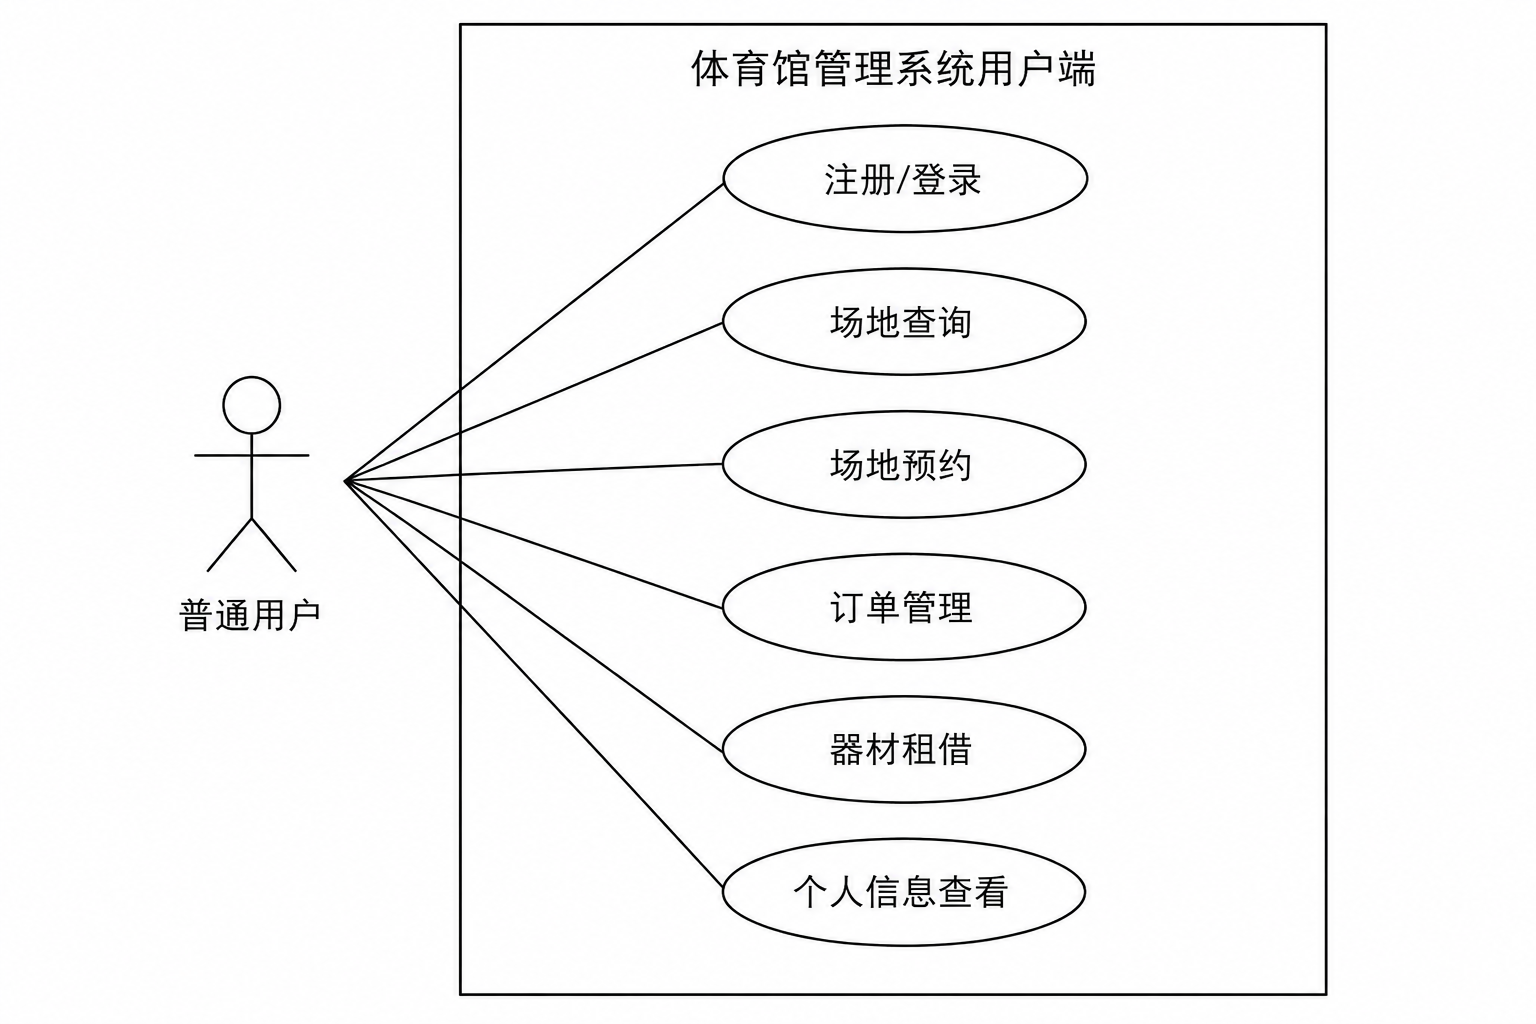 体育馆管理系统用户端
注册/登录
场地查询
场地预约
订单管理
器材租借
个人信息查看
普通用户